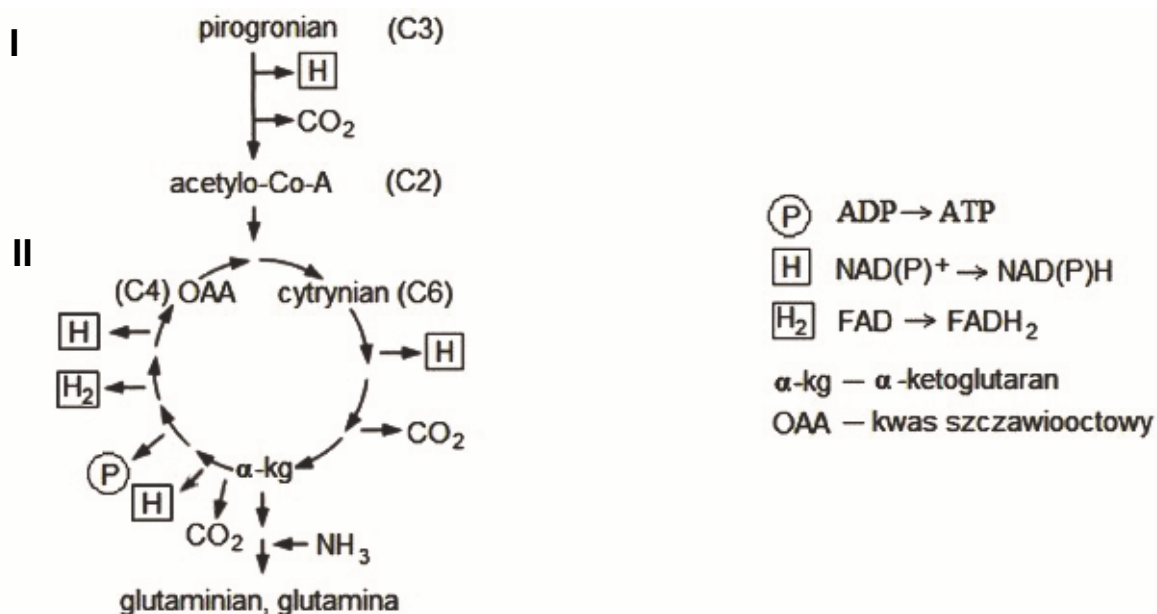 I
pirogronian (C3)
H
CO₂
acetylo-Co-A (C2)
II
(C4) OAA cytrynian (C6)
H
H
H₂
CO₂
P
H
α-kg
CO₂
NH₃
glutaminian, glutamina
P ADP → ATP
H NAD(P)⁺ → NAD(P)H
H₂ FAD → FADH₂
α-kg – α-ketoglutaran
OAA – kwas szczawiooctowy